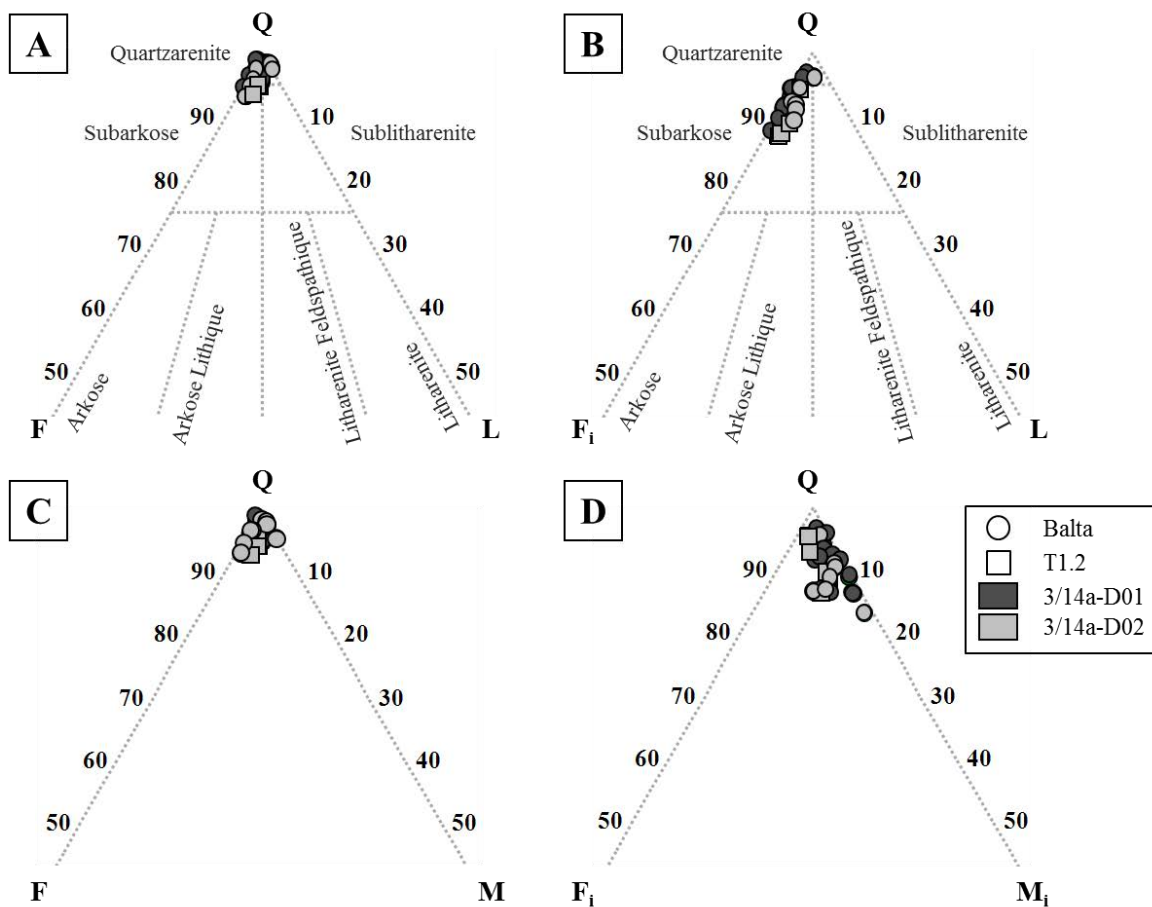 A
Q
Quartzarenite
90
10
Subarkose
Sublitharenite
80
20
70
30
60
40
50
50
Arkose
Arkose Lithique
Litharenite Feldspathique
Litharenite
F
L
B
Q
Quartzarenite
90
10
Subarkose
Sublitharenite
80
20
70
30
60
40
50
50
Arkose
Arkose Lithique
Litharenite Feldspathique
Litharenite
Fi
L
C
Q
90
10
80
20
70
30
60
40
50
50
F
M
D
Q
90
10
80
20
70
30
60
40
50
50
Fi
Mi
Balta
T1.2
3/14a-D01
3/14a-D02